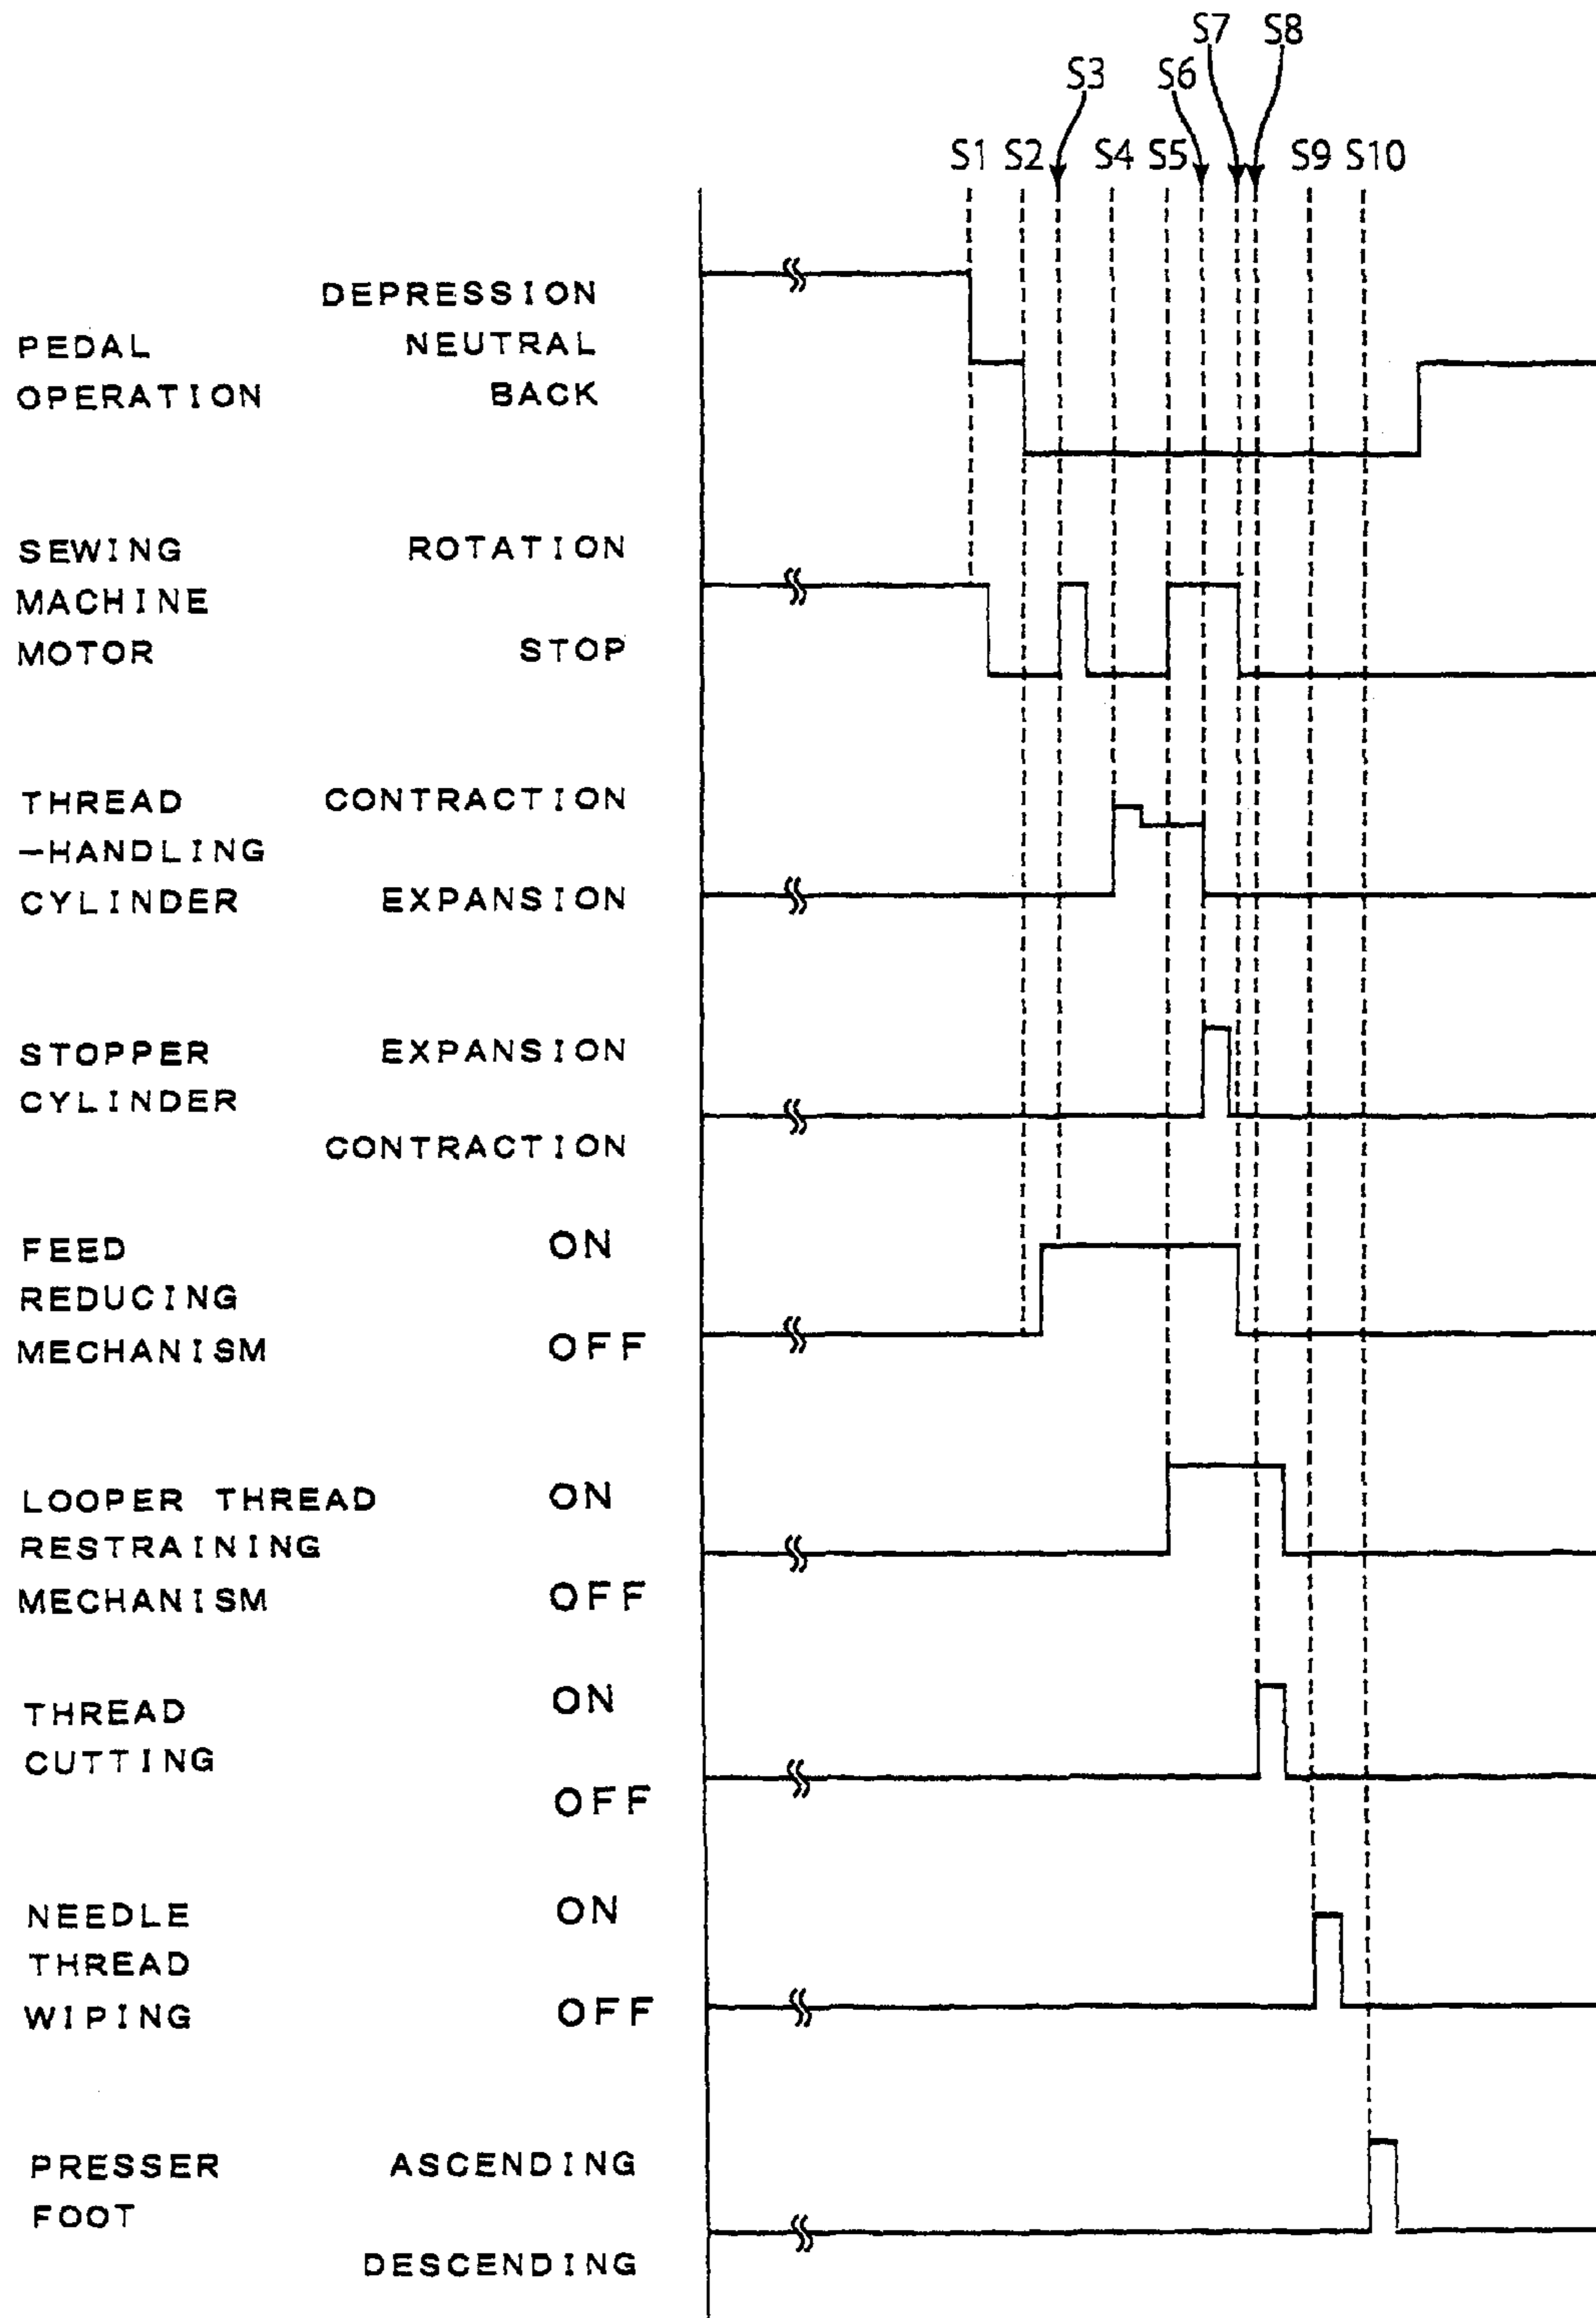 S7 S8
S3 S6
S1 S2 S4 S5 S9 S10
DEPRESSION
PEDAL NEUTRAL
OPERATION BACK
SEWING ROTATION
MACHINE
MOTOR STOP
THREAD CONTRACTION
-HANDLING
CYLINDER EXPANSION
STOPPER EXPANSION
CYLINDER
CONTRACTION
FEED ON
REDUCING
MECHANISM OFF
LOOPER THREAD ON
RESTRAINING
MECHANISM OFF
THREAD ON
CUTTING
OFF
NEEDLE ON
THREAD
WIPING OFF
PRESSER ASCENDING
FOOT
DESCENDING